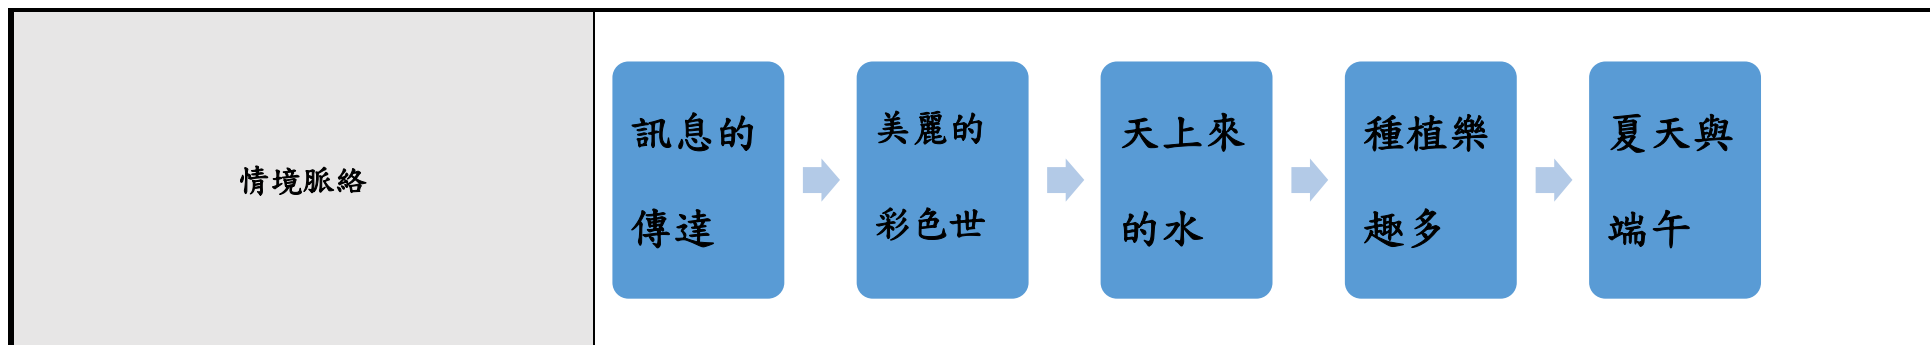 情境脈絡
訊息的
傳達
美麗的
彩色世
天上來
的水
種植樂
趣多
夏天與
端午